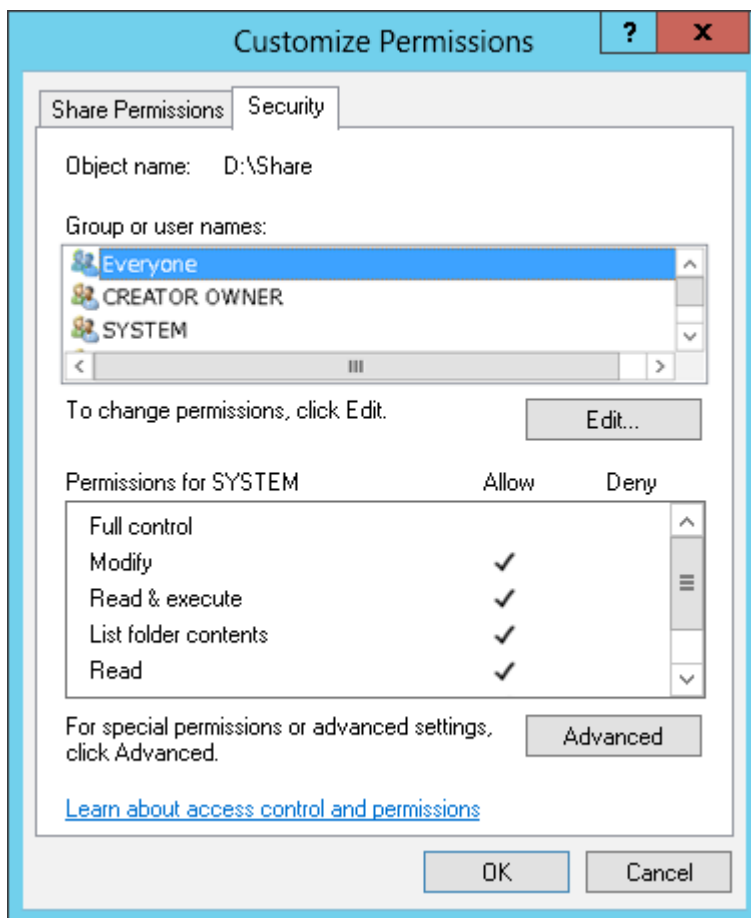 Customize Permissions
?
x
Share Permissions
Security
Object name: D:\Share
Group or user names:
Everyone
CREATOR OWNER
SYSTEM
To change permissions, click Edit.
Edit...
Permissions for SYSTEM Allow Deny
Full control
Modify
Read & execute
List folder contents
Read
For special permissions or advanced settings,
click Advanced.
Advanced
Learn about access control and permissions
OK
Cancel